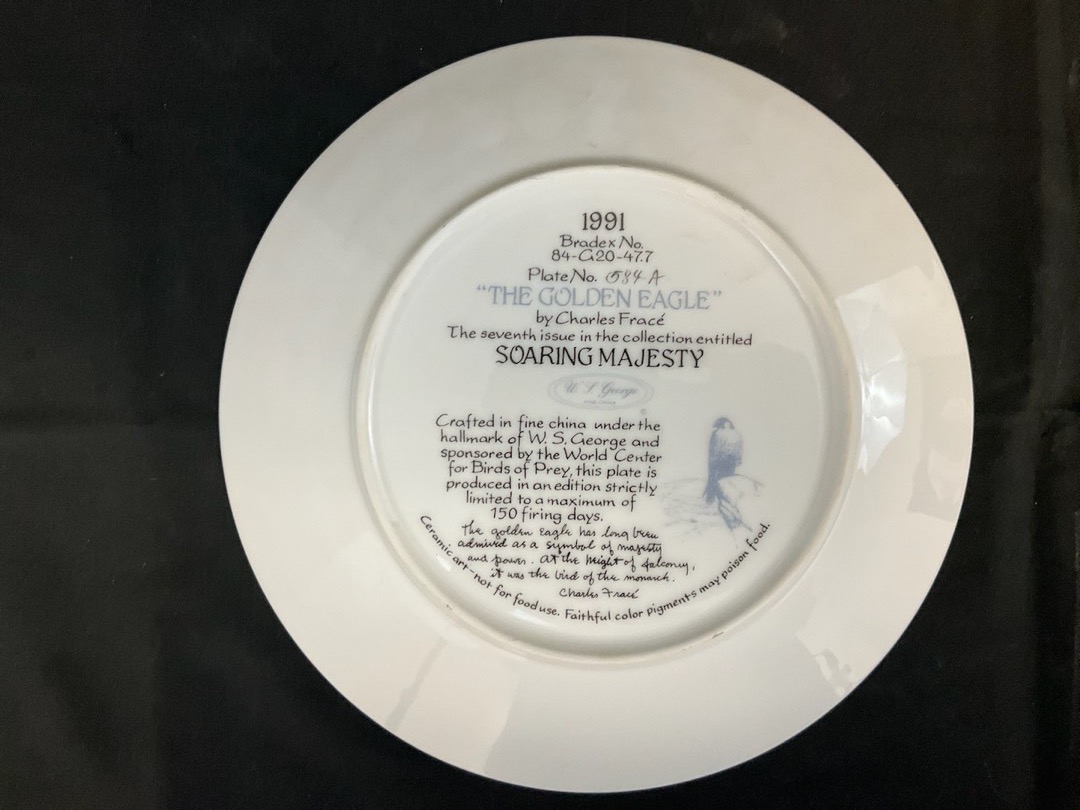 1991
Bradex No.
84-G20-47.7
Plate No. 584 A
"THE GOLDEN EAGLE"
by Charles Fracé
The seventh issue in the collection entitled
SOARING MAJESTY
W. S. George
FINE CHINA
©
Crafted in fine china under the
hallmark of W. S. George and
sponsored by the World Center
for Birds of Prey, this plate is
produced in an edition strictly
limited to a maximum of
150 firing days.
The golden eagle has long been
admired as a symbol of majesty
and power. At the height of falconry,
it was the bird of the monarch.
Charles Fracé
Ceramic art-not for food use. Faithful color pigments may poison food.